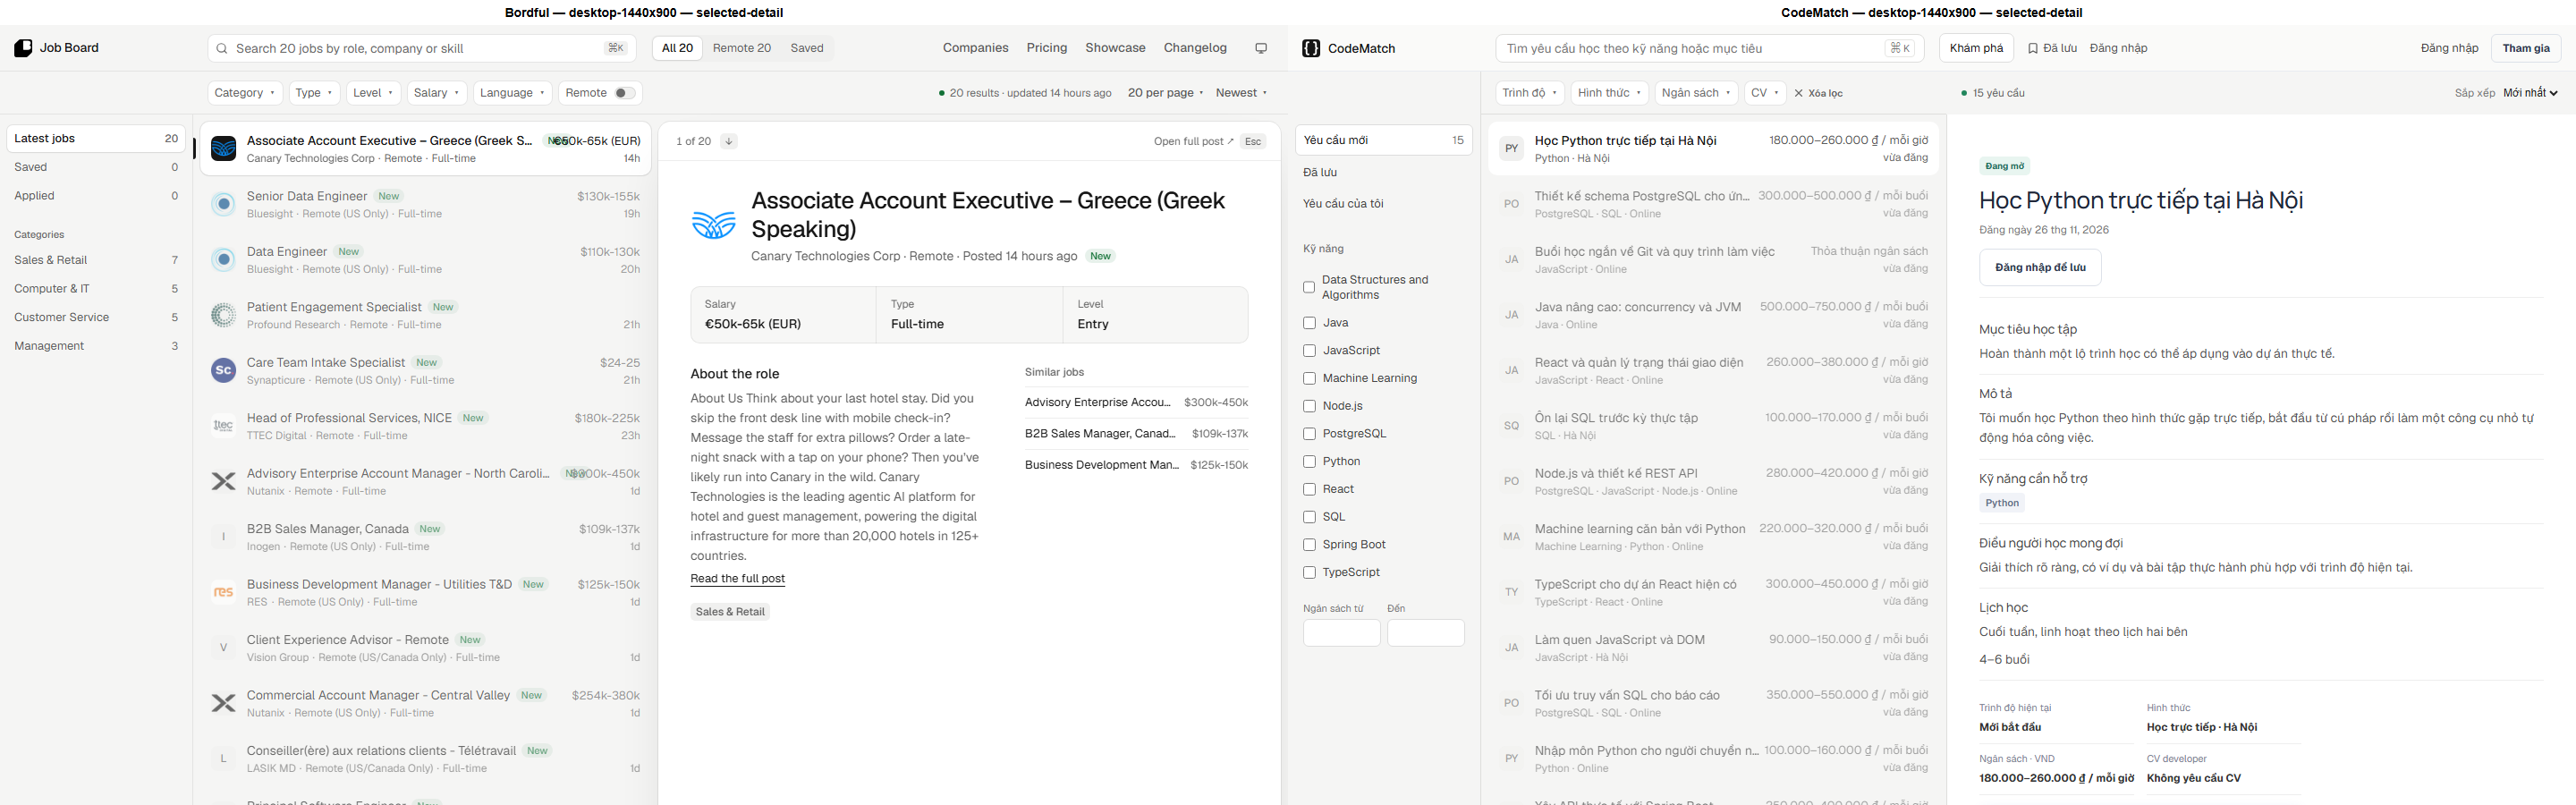 Bordful — desktop-1440x900 — selected-detail
Job Board
Search 20 jobs by role, company or skill
⌘K
All 20
Remote 20
Saved
Companies
Pricing
Showcase
Changelog
Category
Type
Level
Salary
Language
Remote
20 results · updated 14 hours ago
20 per page
Newest
Latest jobs 20
Saved 0
Applied 0
Categories
Sales & Retail 7
Computer & IT 5
Customer Service 5
Management 3
Associate Account Executive – Greece (Greek S... New €50k-65k (EUR)
Canary Technologies Corp · Remote · Full-time 14h
Senior Data Engineer New $130k-155k
Bluesight · Remote (US Only) · Full-time 19h
Data Engineer New $110k-130k
Bluesight · Remote (US Only) · Full-time 20h
Patient Engagement Specialist New
Profound Research · Remote · Full-time 21h
Sc
Care Team Intake Specialist New $24-25
Synapticure · Remote (US Only) · Full-time 21h
ttec
Head of Professional Services, NICE New $180k-225k
TTEC Digital · Remote · Full-time 23h
Advisory Enterprise Account Manager - North Caroli... New $300k-450k
Nutanix · Remote · Full-time 1d
I
B2B Sales Manager, Canada New $109k-137k
Inogen · Remote (US Only) · Full-time 1d
res
Business Development Manager - Utilities T&D New $125k-150k
RES · Remote (US Only) · Full-time 1d
V
Client Experience Advisor - Remote New
Vision Group · Remote (US/Canada Only) · Full-time 1d
Commercial Account Manager - Central Valley New $254k-380k
Nutanix · Remote (US Only) · Full-time 1d
L
Conseiller(ère) aux relations clients - Télétravail New
LASIK MD · Remote (US/Canada Only) · Full-time 1d
Principal Software Engineer New
1 of 20
Open full post ↗ Esc
Associate Account Executive – Greece (Greek
Speaking)
Canary Technologies Corp · Remote · Posted 14 hours ago New
Salary
€50k-65k (EUR)
Type
Full-time
Level
Entry
About the role
About Us Think about your last hotel stay. Did you
skip the front desk line with mobile check-in?
Message the staff for extra pillows? Order a late-
night snack with a tap on your phone? Then you've
likely run into Canary in the wild. Canary
Technologies is the leading agentic AI platform for
hotel and guest management, powering the digital
infrastructure for more than 20,000 hotels in 125+
countries.
Read the full post
Sales & Retail
Similar jobs
Advisory Enterprise Accou... $300k-450k
B2B Sales Manager, Canad... $109k-137k
Business Development Man... $125k-150k
CodeMatch — desktop-1440x900 — selected-detail
CodeMatch
Tìm yêu cầu học theo kỹ năng hoặc mục tiêu
⌘ K
Khám phá
Đã lưu
Đăng nhập
Đăng nhập
Tham gia
Trình độ
Hình thức
Ngân sách
CV
Xóa lọc
15 yêu cầu
Sắp xếp Mới nhất
Yêu cầu mới 15
Đã lưu
Yêu cầu của tôi
Kỹ năng
Data Structures and
Algorithms
Java
JavaScript
Machine Learning
Node.js
PostgreSQL
Python
React
SQL
Spring Boot
TypeScript
Ngân sách từ
Đến
PY
Học Python trực tiếp tại Hà Nội 180.000–260.000 ₫ / mỗi giờ
Python · Hà Nội vừa đăng
PO
Thiết kế schema PostgreSQL cho ứn... 300.000–500.000 ₫ / mỗi buổi
PostgreSQL · SQL · Online vừa đăng
JA
Buổi học ngắn về Git và quy trình làm việc Thỏa thuận ngân sách
JavaScript · Online vừa đăng
JA
Java nâng cao: concurrency và JVM 500.000–750.000 ₫ / mỗi buổi
Java · Online vừa đăng
JA
React và quản lý trạng thái giao diện 260.000–380.000 ₫ / mỗi giờ
JavaScript · React · Online vừa đăng
SQ
Ôn lại SQL trước kỳ thực tập 100.000–170.000 ₫ / mỗi buổi
SQL · Hà Nội vừa đăng
PO
Node.js và thiết kế REST API 280.000–420.000 ₫ / mỗi giờ
PostgreSQL · JavaScript · Node.js · Online vừa đăng
MA
Machine learning căn bản với Python 220.000–320.000 ₫ / mỗi giờ
Machine Learning · Python · Online vừa đăng
TY
TypeScript cho dự án React hiện có 300.000–450.000 ₫ / mỗi buổi
TypeScript · React · Online vừa đăng
JA
Làm quen JavaScript và DOM 90.000–150.000 ₫ / mỗi giờ
JavaScript · Hà Nội vừa đăng
PO
Tối ưu truy vấn SQL cho báo cáo 350.000–550.000 ₫ / mỗi giờ
PostgreSQL · SQL · Online vừa đăng
PY
Nhập môn Python cho người chuyển n... 100.000–160.000 ₫ / mỗi giờ
Python · Online vừa đăng
Xây API thực tế với Spring Boot 250.000–400.000 ₫ / mỗi giờ
Đang mở
Học Python trực tiếp tại Hà Nội
Đăng ngày 26 thg 11, 2026
Đăng nhập để lưu
Mục tiêu học tập
Hoàn thành một lộ trình học có thể áp dụng vào dự án thực tế.
Mô tả
Tôi muốn học Python theo hình thức gặp trực tiếp, bắt đầu từ cú pháp rồi làm một công cụ nhỏ tự
động hóa công việc.
Kỹ năng cần hỗ trợ
Python
Điều người học mong đợi
Giải thích rõ ràng, có ví dụ và bài tập thực hành phù hợp với trình độ hiện tại.
Lịch học
Cuối tuần, linh hoạt theo lịch hai bên
4–6 buổi
Trình độ hiện tại
Mới bắt đầu
Hình thức
Học trực tiếp · Hà Nội
Ngân sách · VND
180.000–260.000 ₫ / mỗi giờ
CV developer
Không yêu cầu CV